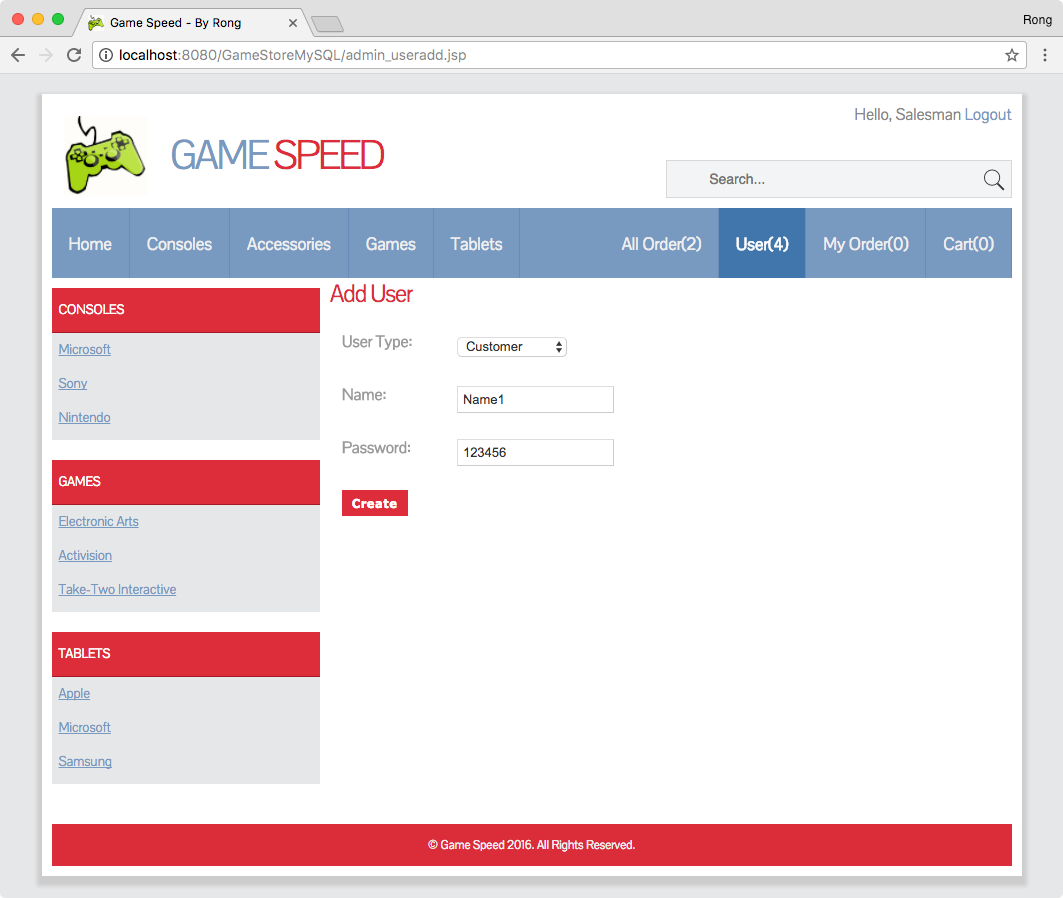 Game Speed - By Rong
Rong
localhost:8080/GameStoreMySQL/admin_useradd.jsp
Hello, Salesman Logout
GAME SPEED
Search...
Home Consoles Accessories Games Tablets All Order(2) User(4) My Order(0) Cart(0)
CONSOLES
Microsoft
Sony
Nintendo
GAMES
Electronic Arts
Activision
Take-Two Interactive
TABLETS
Apple
Microsoft
Samsung
Add User
User Type: Customer
Name: Name1
Password: 123456
Create
© Game Speed 2016. All Rights Reserved.